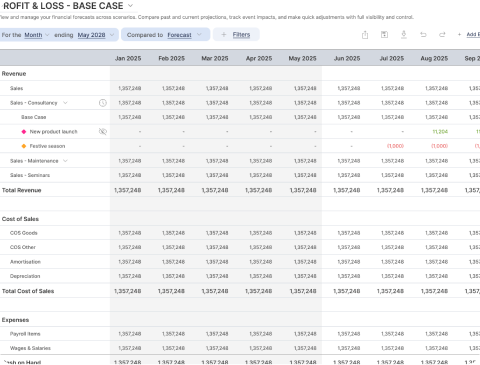 ROFIT & LOSS - BASE CASE
iew and manage your financial forecasts across scenarios. Compare past and current projections, track event impacts, and make quick adjustments with full visibility and control.
For the Month ending May 2028 Compared to Forecast + Filters + Add E
Jan 2025 Feb 2025 Mar 2025 Apr 2025 May 2025 Jun 2025 Jul 2025 Aug 2025 Sep 2
Revenue
Sales 1,357,248 1,357,248 1,357,248 1,357,248 1,357,248 1,357,248 1,357,248 1,357,248 1,357,
Sales - Consultancy 1,357,248 1,357,248 1,357,248 1,357,248 1,357,248 1,357,248 1,357,248 1,357,248 1,357,
Base Case 1,357,248 1,357,248 1,357,248 1,357,248 1,357,248 1,357,248 1,357,248 1,357,248 1,357,
New product launch - - - - - - - 11,224
Festive season - - - - - - (1,000) (1,000)
Sales - Maintenance 1,357,248 1,357,248 1,357,248 1,357,248 1,357,248 1,357,248 1,357,248 1,357,248 1,357,
Sales - Seminars 1,357,248 1,357,248 1,357,248 1,357,248 1,357,248 1,357,248 1,357,248 1,357,248 1,357,
Total Revenue 1,357,248 1,357,248 1,357,248 1,357,248 1,357,248 1,357,248 1,357,248 1,357,248 1,357,
Cost of Sales
COS Goods 1,357,248 1,357,248 1,357,248 1,357,248 1,357,248 1,357,248 1,357,248 1,357,248 1,357,
COS Other 1,357,248 1,357,248 1,357,248 1,357,248 1,357,248 1,357,248 1,357,248 1,357,248 1,357,
Amortisation 1,357,248 1,357,248 1,357,248 1,357,248 1,357,248 1,357,248 1,357,248 1,357,248 1,357,
Depreciation 1,357,248 1,357,248 1,357,248 1,357,248 1,357,248 1,357,248 1,357,248 1,357,248 1,357,
Total Cost of Sales 1,357,248 1,357,248 1,357,248 1,357,248 1,357,248 1,357,248 1,357,248 1,357,248 1,357,
Expenses
Payroll Items 1,357,248 1,357,248 1,357,248 1,357,248 1,357,248 1,357,248 1,357,248 1,357,248 1,357,
Wages & Salaries 1,357,248 1,357,248 1,357,248 1,357,248 1,357,248 1,357,248 1,357,248 1,357,248 1,357,
Cash on Hand 1,357,248 1,357,248 1,357,248 1,357,248 1,357,248 1,357,248 1,357,248 1,357,248